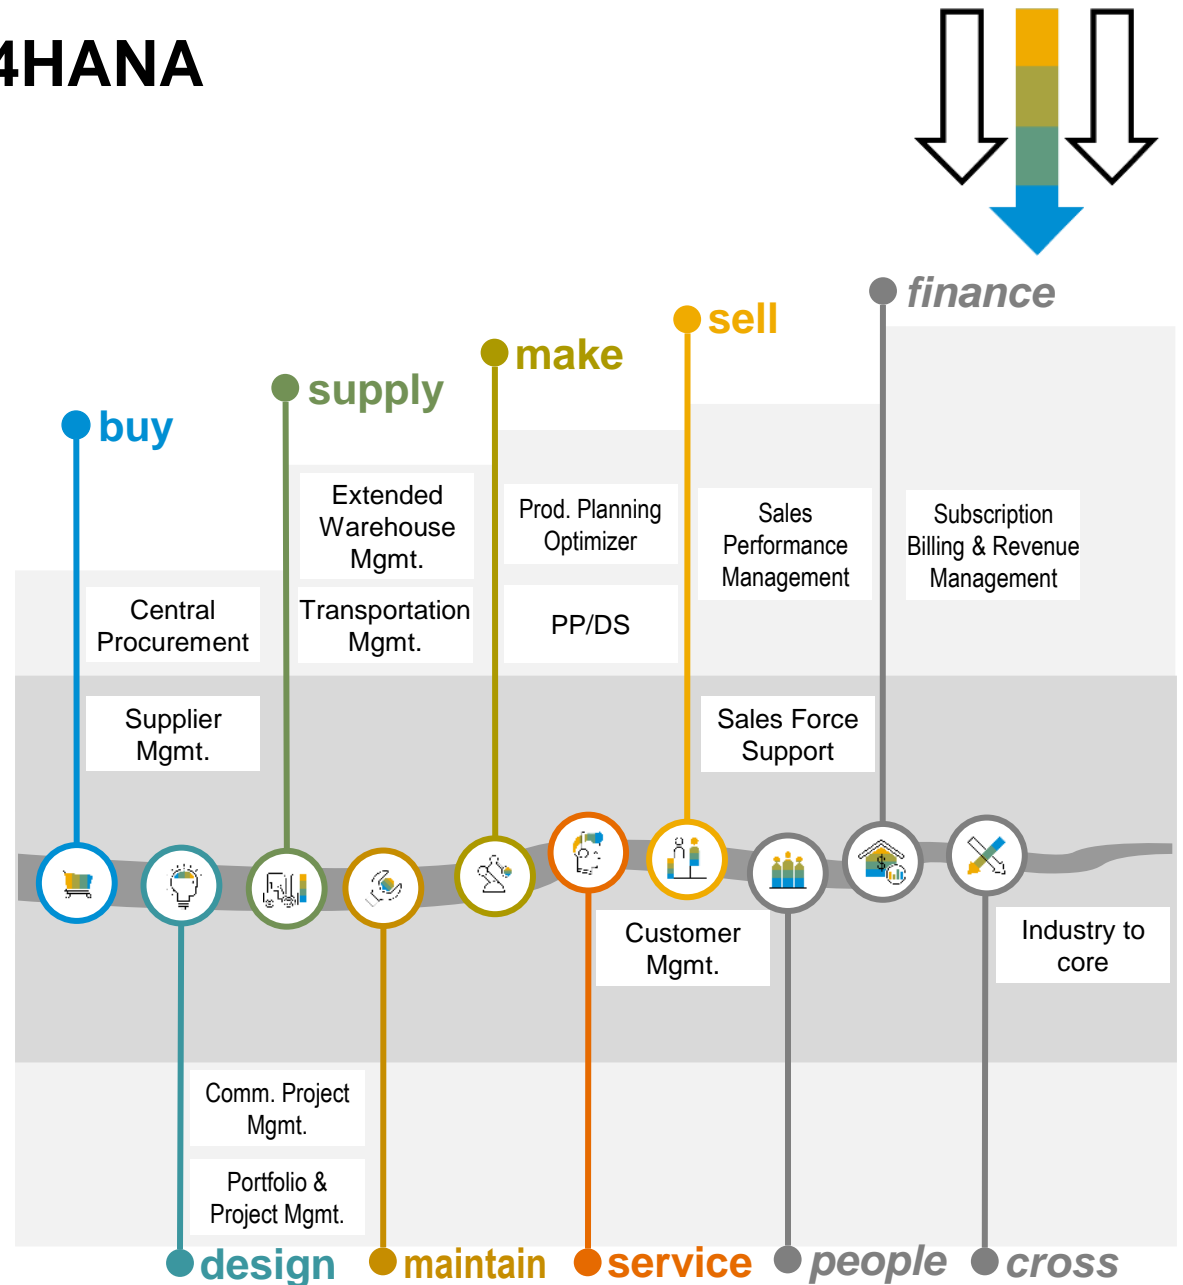 4HANA
finance
sell
make
supply
buy
Extended
Warehouse
Mgmt.
Prod. Planning
Optimizer
Sales
Performance
Management
Subscription
Billing & Revenue
Management
Central
Procurement
Transportation
Mgmt.
PP/DS
Supplier
Mgmt.
Sales Force
Support
$
Customer
Mgmt.
Industry to
core
Comm. Project
Mgmt.
Portfolio &
Project Mgmt.
design
maintain
service
people
cross